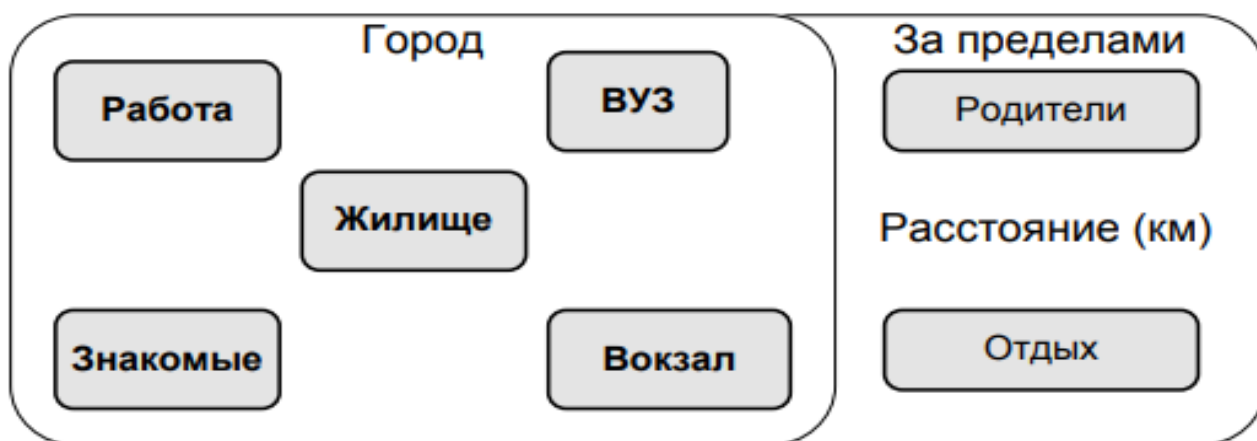 Город
За пределами
Работа
ВУЗ
Родители
Жилище
Расстояние (км)
Знакомые
Вокзал
Отдых